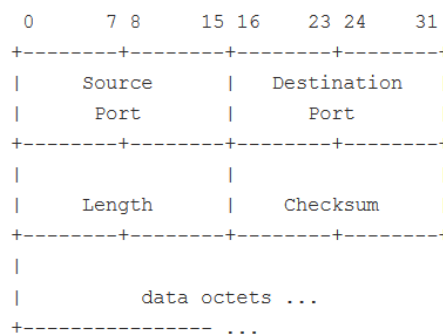 0 7 8 15 16 23 24 31
+--------+--------+--------+--------+
| Source | Destination
| Port | Port
+--------+--------+--------+--------+
| |
| Length | Checksum
+--------+--------+--------+--------+
|
| data octets ...
+--------------- ...